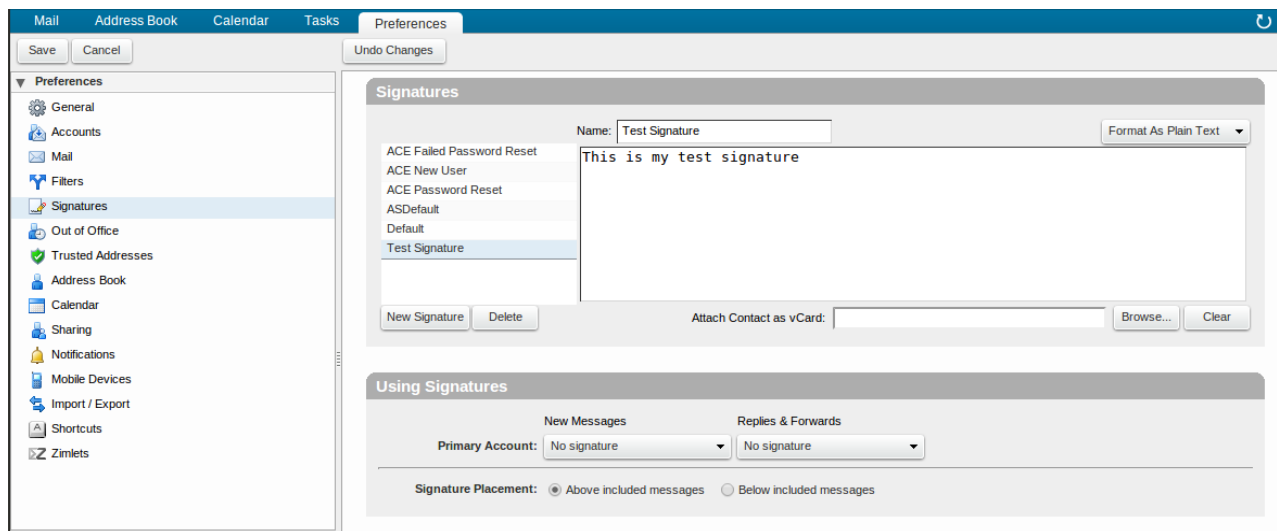 Mail Address Book Calendar Tasks Preferences
Save Cancel Undo Changes
Preferences
General
Accounts
Mail
Filters
Signatures
Out of Office
Trusted Addresses
Address Book
Calendar
Sharing
Notifications
Mobile Devices
Import / Export
A Shortcuts
Z Zimlets
Signatures
Name: Test Signature Format As Plain Text
ACE Failed Password Reset
ACE New User
ACE Password Reset
ASDefault
Default
Test Signature
This is my test signature
New Signature Delete Attach Contact as vCard: Browse... Clear
Using Signatures
New Messages Replies & Forwards
Primary Account: No signature No signature
Signature Placement: Above included messages Below included messages